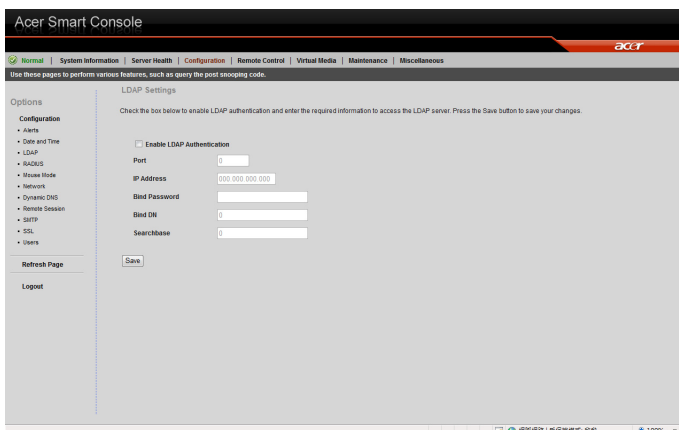 Acer Smart Console
acer
Normal | System Information | Server Health | Configuration | Remote Control | Virtual Media | Maintenance | Miscellaneous
Use these pages to perform various features, such as query the post snooping code.
Options
Configuration
• Alerts
• Date and Time
• LDAP
• RADIUS
• Mouse Mode
• Network
• Dynamic DNS
• Remote Session
• SMTP
• SSL
• Users
Refresh Page
Logout
LDAP Settings
Check the box below to enable LDAP authentication and enter the required information to access the LDAP server. Press the Save button to save your changes.
Enable LDAP Authentication
Port 0
IP Address 000.000.000.000
Bind Password
Bind DN 0
Searchbase 0
Save
100%